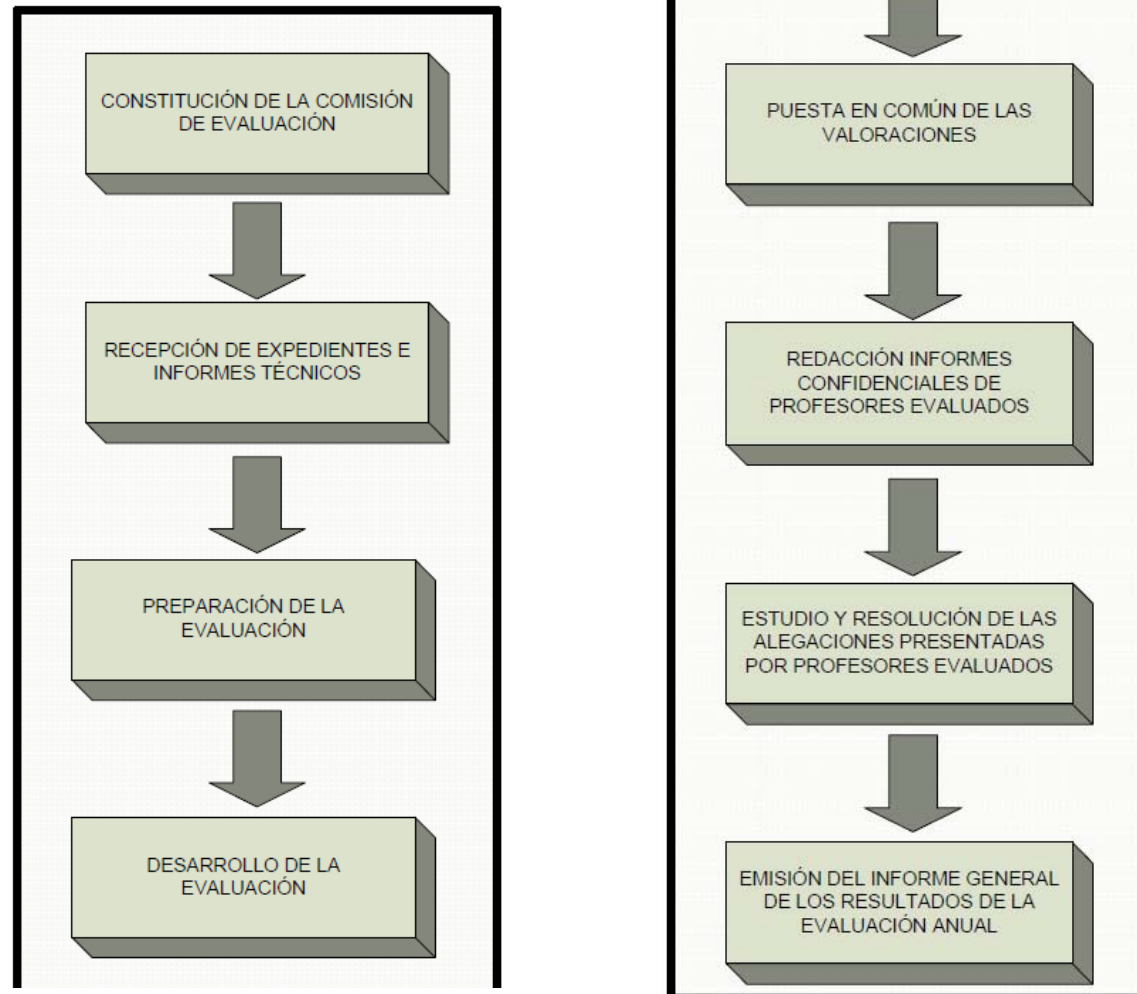 CONSTITUCIÓN DE LA COMISIÓN
DE EVALUACIÓN
RECEPCIÓN DE EXPEDIENTES E
INFORMES TÉCNICOS
PREPARACIÓN DE LA
EVALUACIÓN
DESARROLLO DE LA
EVALUACIÓN
PUESTA EN COMÚN DE LAS
VALORACIONES
REDACCIÓN INFORMES
CONFIDENCIALES DE
PROFESORES EVALUADOS
ESTUDIO Y RESOLUCIÓN DE LAS
ALEGACIONES PRESENTADAS
POR PROFESORES EVALUADOS
EMISIÓN DEL INFORME GENERAL
DE LOS RESULTADOS DE LA
EVALUACIÓN ANUAL